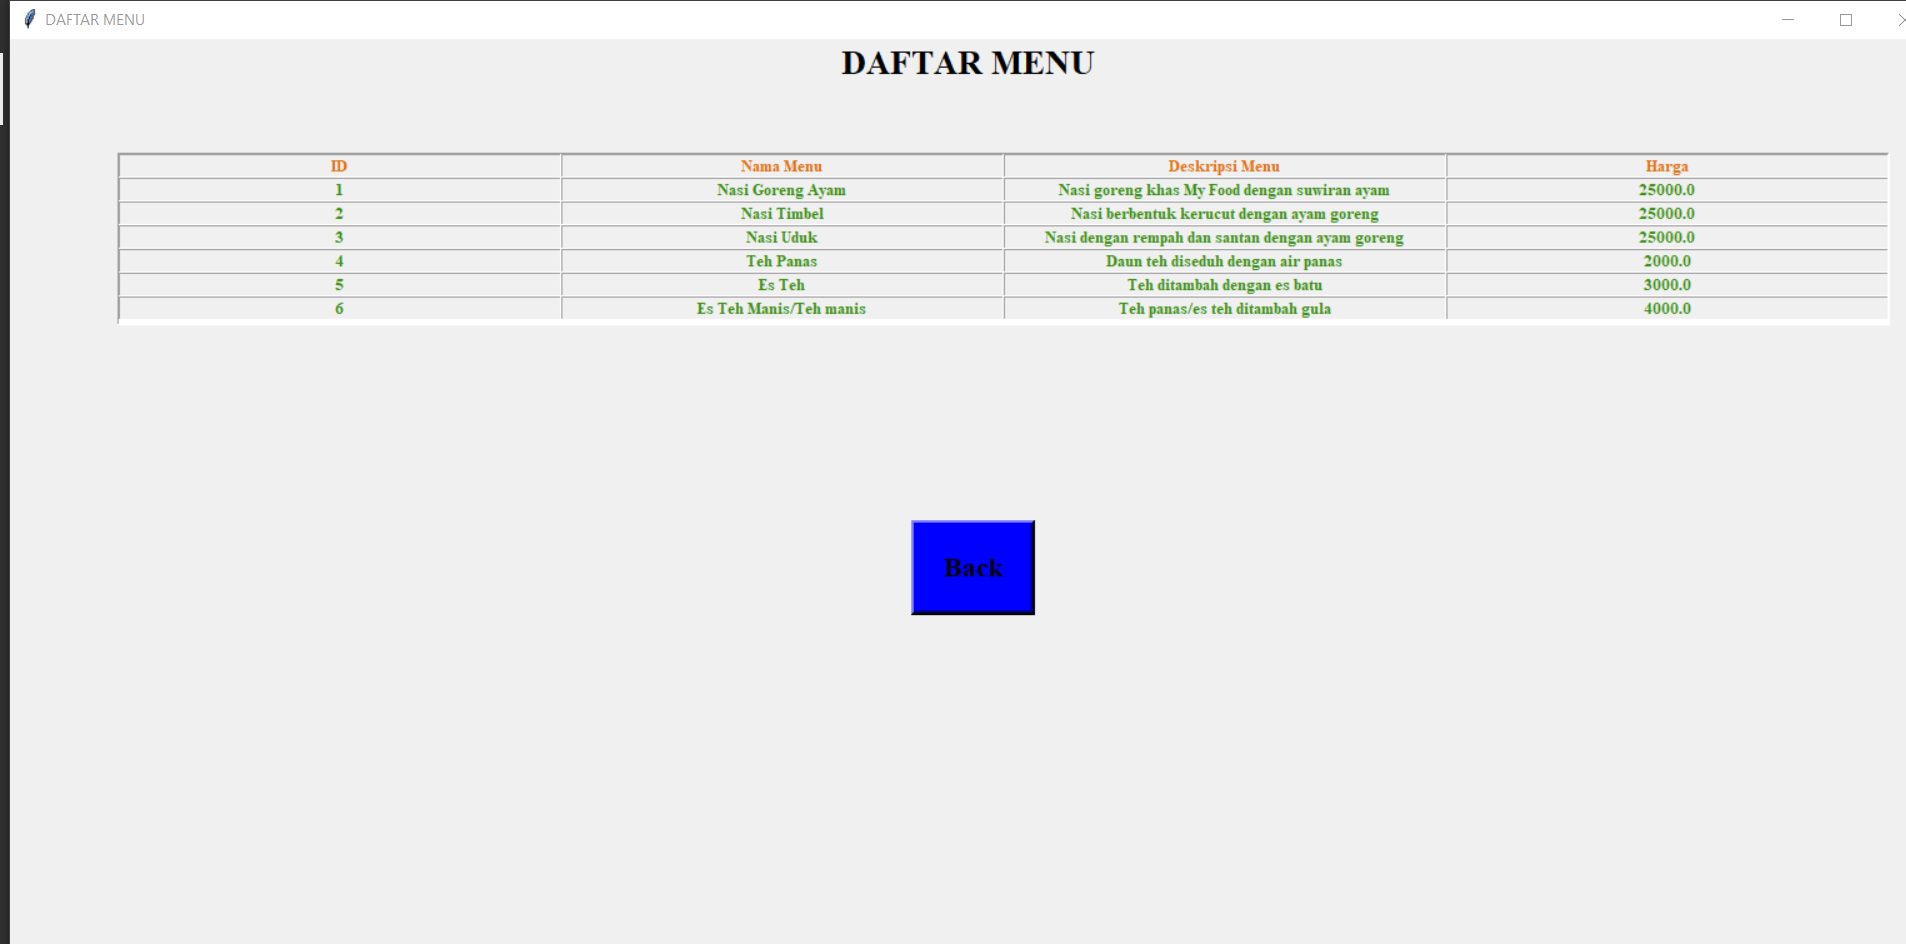 DAFTAR MENU
DAFTAR MENU
ID Nama Menu Deskripsi Menu Harga
1 Nasi Goreng Ayam Nasi goreng khas My Food dengan suwiran ayam 25000.0
2 Nasi Timbel Nasi berbentuk kerucut dengan ayam goreng 25000.0
3 Nasi Uduk Nasi dengan rempah dan santan dengan ayam goreng 25000.0
4 Teh Panas Daun teh diseduh dengan air panas 2000.0
5 Es Teh Teh ditambah dengan es batu 3000.0
6 Es Teh Manis/Teh manis Teh panas/es teh ditambah gula 4000.0
Back